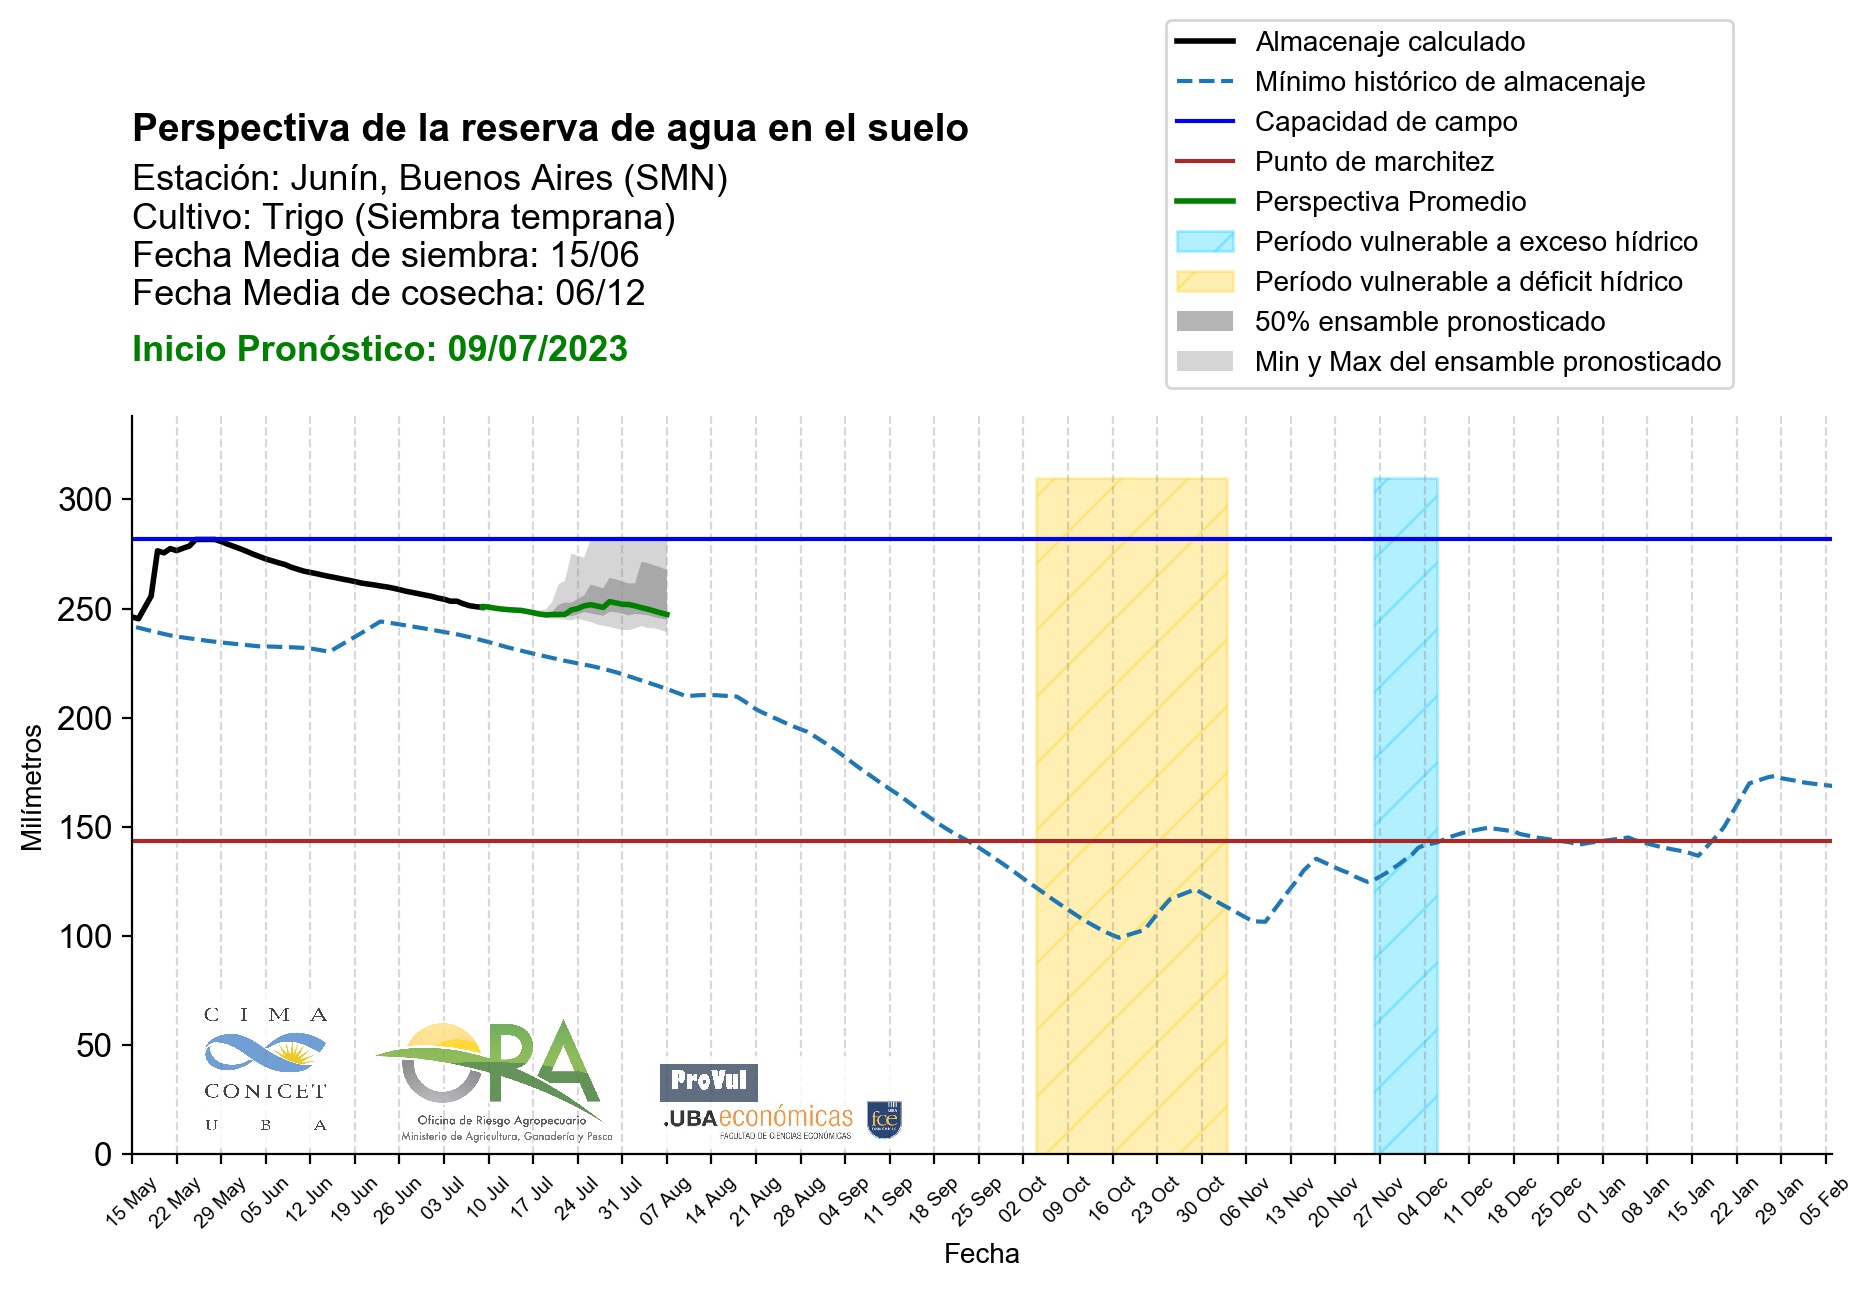 Almacenaje calculado
Mínimo histórico de almacenaje
Capacidad de campo
Punto de marchitez
Perspectiva Promedio
Período vulnerable a exceso hídrico
Período vulnerable a déficit hídrico
50% ensamble pronosticado
Min y Max del ensamble pronosticado
Perspectiva de la reserva de agua en el suelo
Estación: Junín, Buenos Aires (SMN)
Cultivo: Trigo (Siembra temprana)
Fecha Media de siembra: 15/06
Fecha Media de cosecha: 06/12
Inicio Pronóstico: 09/07/2023
Milímetros
300
250
200
150
100
50
0
CIMA
CONICET
UBA
ORA
Oficina de Riesgo Agropecuario
Ministerio de Agricultura, Ganadería y Pesca
ProVul
.UBAeconómicas
FACULTAD DE CIENCIAS ECONÓMICAS
fce
15 May
22 May
29 May
05 Jun
12 Jun
19 Jun
26 Jun
03 Jul
10 Jul
17 Jul
24 Jul
31 Jul
07 Aug
14 Aug
21 Aug
28 Aug
04 Sep
11 Sep
18 Sep
25 Sep
02 Oct
09 Oct
16 Oct
23 Oct
30 Oct
06 Nov
13 Nov
20 Nov
27 Nov
04 Dec
11 Dec
18 Dec
25 Dec
01 Jan
08 Jan
15 Jan
22 Jan
29 Jan
05 Feb
Fecha